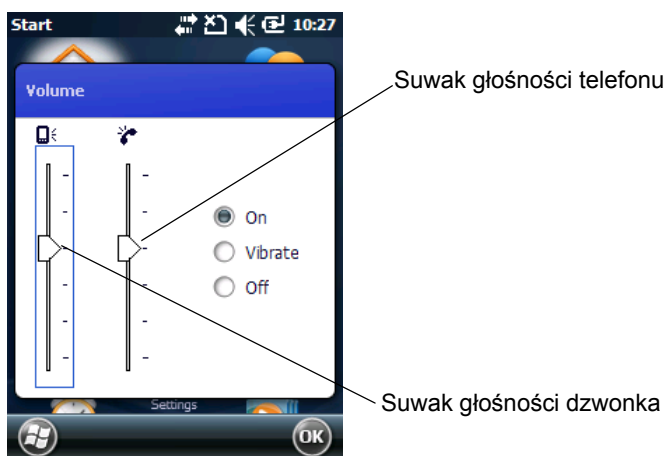 Start 10:27
Suwak głośności telefonu
Volume
On
Vibrate
Off
Suwak głośności dzwonka
Settings
OK